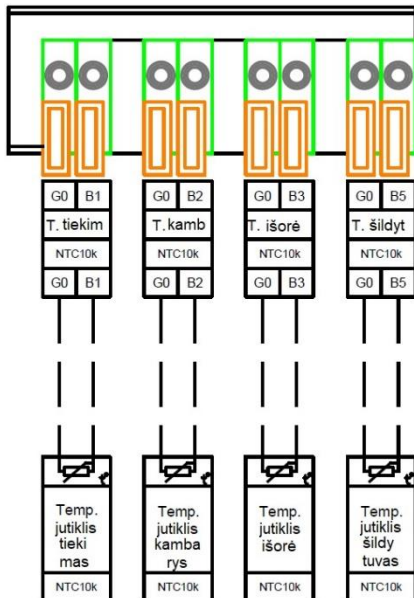 G0 B1 G0 B2 G0 B3 G0 B5
T. tiekim T.kamb T. išorė T. šildyt
NTC10k NTC10k NTC10k NTC10k
G0 B1 G0 B2 G0 B3 G0 B5
t° t° t° t°
Temp. Temp. Temp. Temp.
jutiklis jutiklis jutiklis jutiklis
tieki kamba išorė šildy
mas rys tuvas
NTC10k NTC10k NTC10k NTC10k